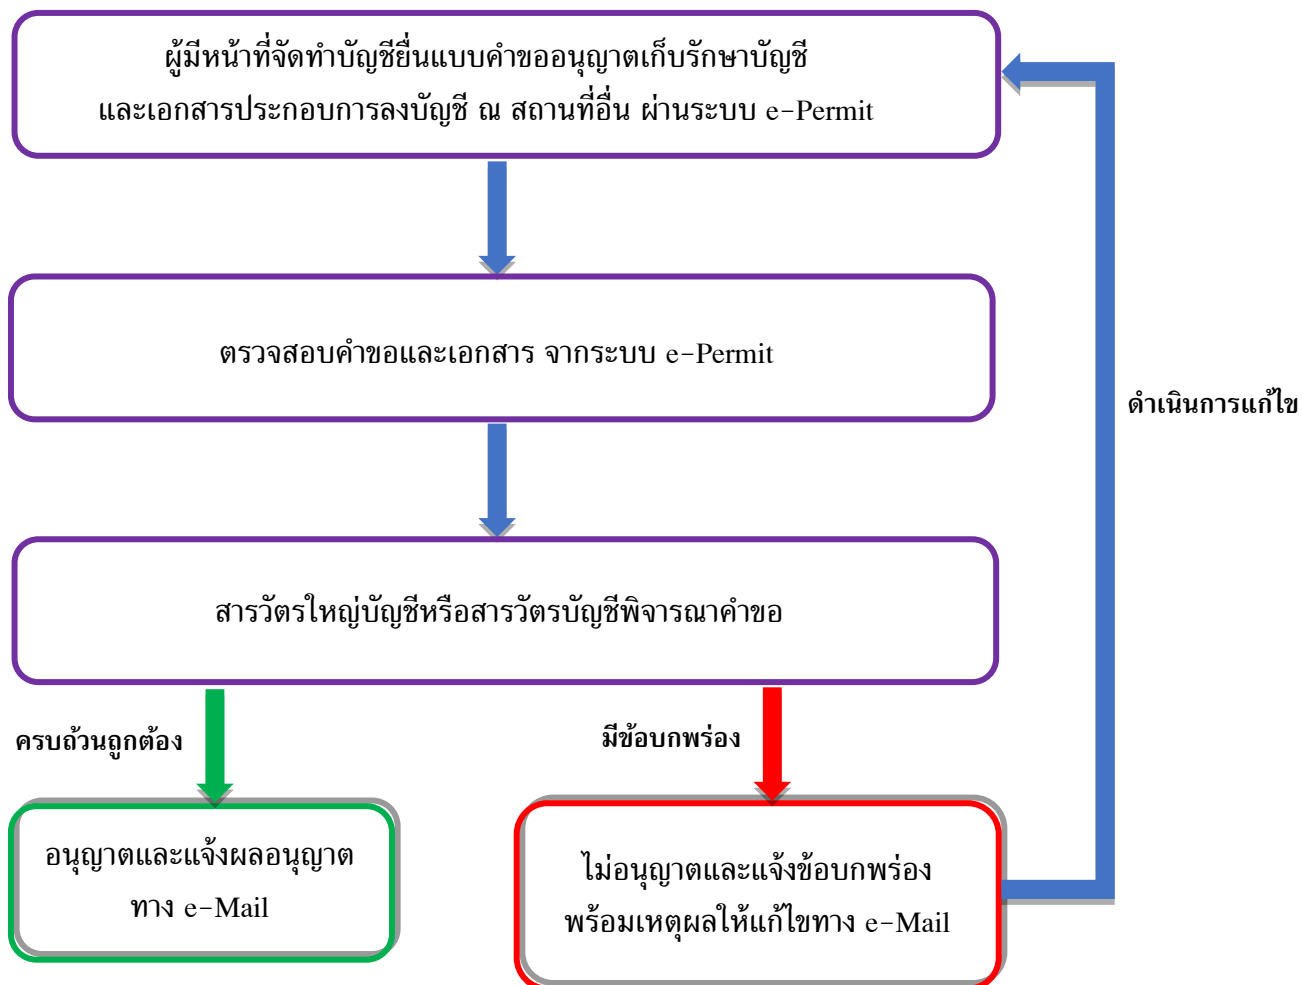 ผู้มีหน้าที่จัดทำบัญชียื่นแบบคำขออนุญาตเก็บรักษาบัญชี
และเอกสารประกอบการลงบัญชี ณ สถานที่อื่น ผ่านระบบ e-Permit
ตรวจสอบคำขอและเอกสาร จากระบบ e-Permit
ดำเนินการแก้ไข
สารวัตรใหญ่บัญชีหรือสารวัตรบัญชีพิจารณาคำขอ
ครบถ้วนถูกต้อง
มีข้อบกพร่อง
อนุญาตและแจ้งผลอนุญาต
ทาง e-Mail
ไม่อนุญาตและแจ้งข้อบกพร่อง
พร้อมเหตุผลให้แก้ไขทาง e-Mail